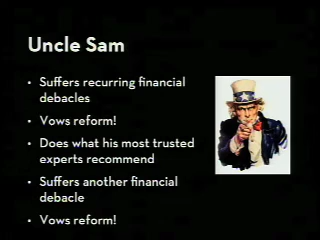 Uncle Sam
• Suffers recurring financial
debacles
• Vows reform!
• Does what his most trusted
experts recommend
• Suffers another financial
debacle
• Vows reform!